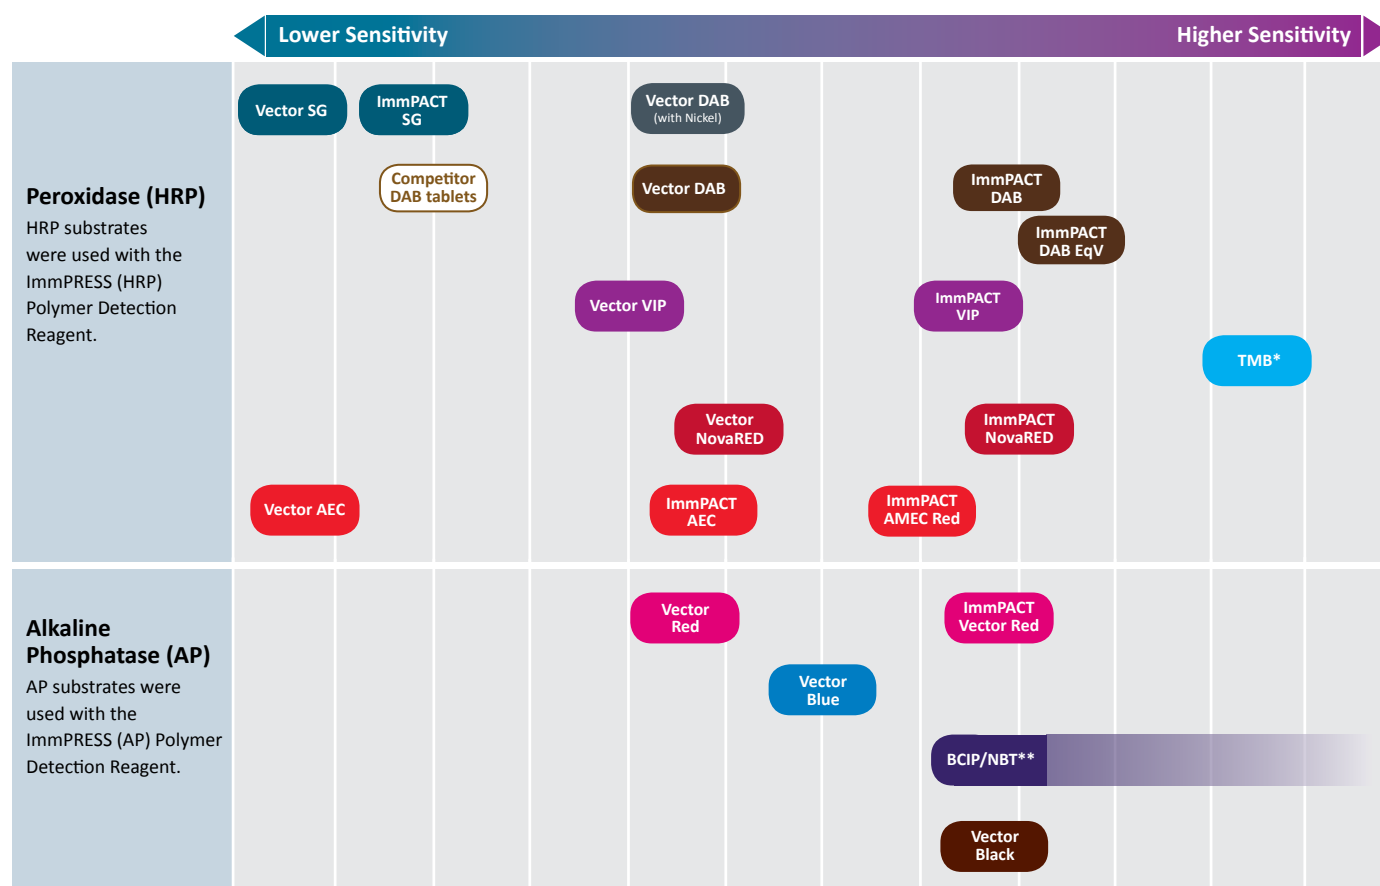 Lower Sensitivity
Higher Sensitivity
Peroxidase (HRP)
HRP substrates
were used with the
ImmPRESS (HRP)
Polymer Detection
Reagent.
Vector SG
ImmPACT
SG
Vector DAB
(with Nickel)
Competitor
DAB tablets
Vector DAB
ImmPACT
DAB
ImmPACT
DAB EqV
Vector VIP
ImmPACT
VIP
TMB*
Vector
NovaRED
ImmPACT
NovaRED
Vector AEC
ImmPACT
AEC
ImmPACT
AMEC Red
Alkaline
Phosphatase (AP)
AP substrates were
used with the
ImmPRESS (AP) Polymer
Detection Reagent.
Vector
Red
ImmPACT
Vector Red
Vector
Blue
BCIP/NBT**
Vector
Black